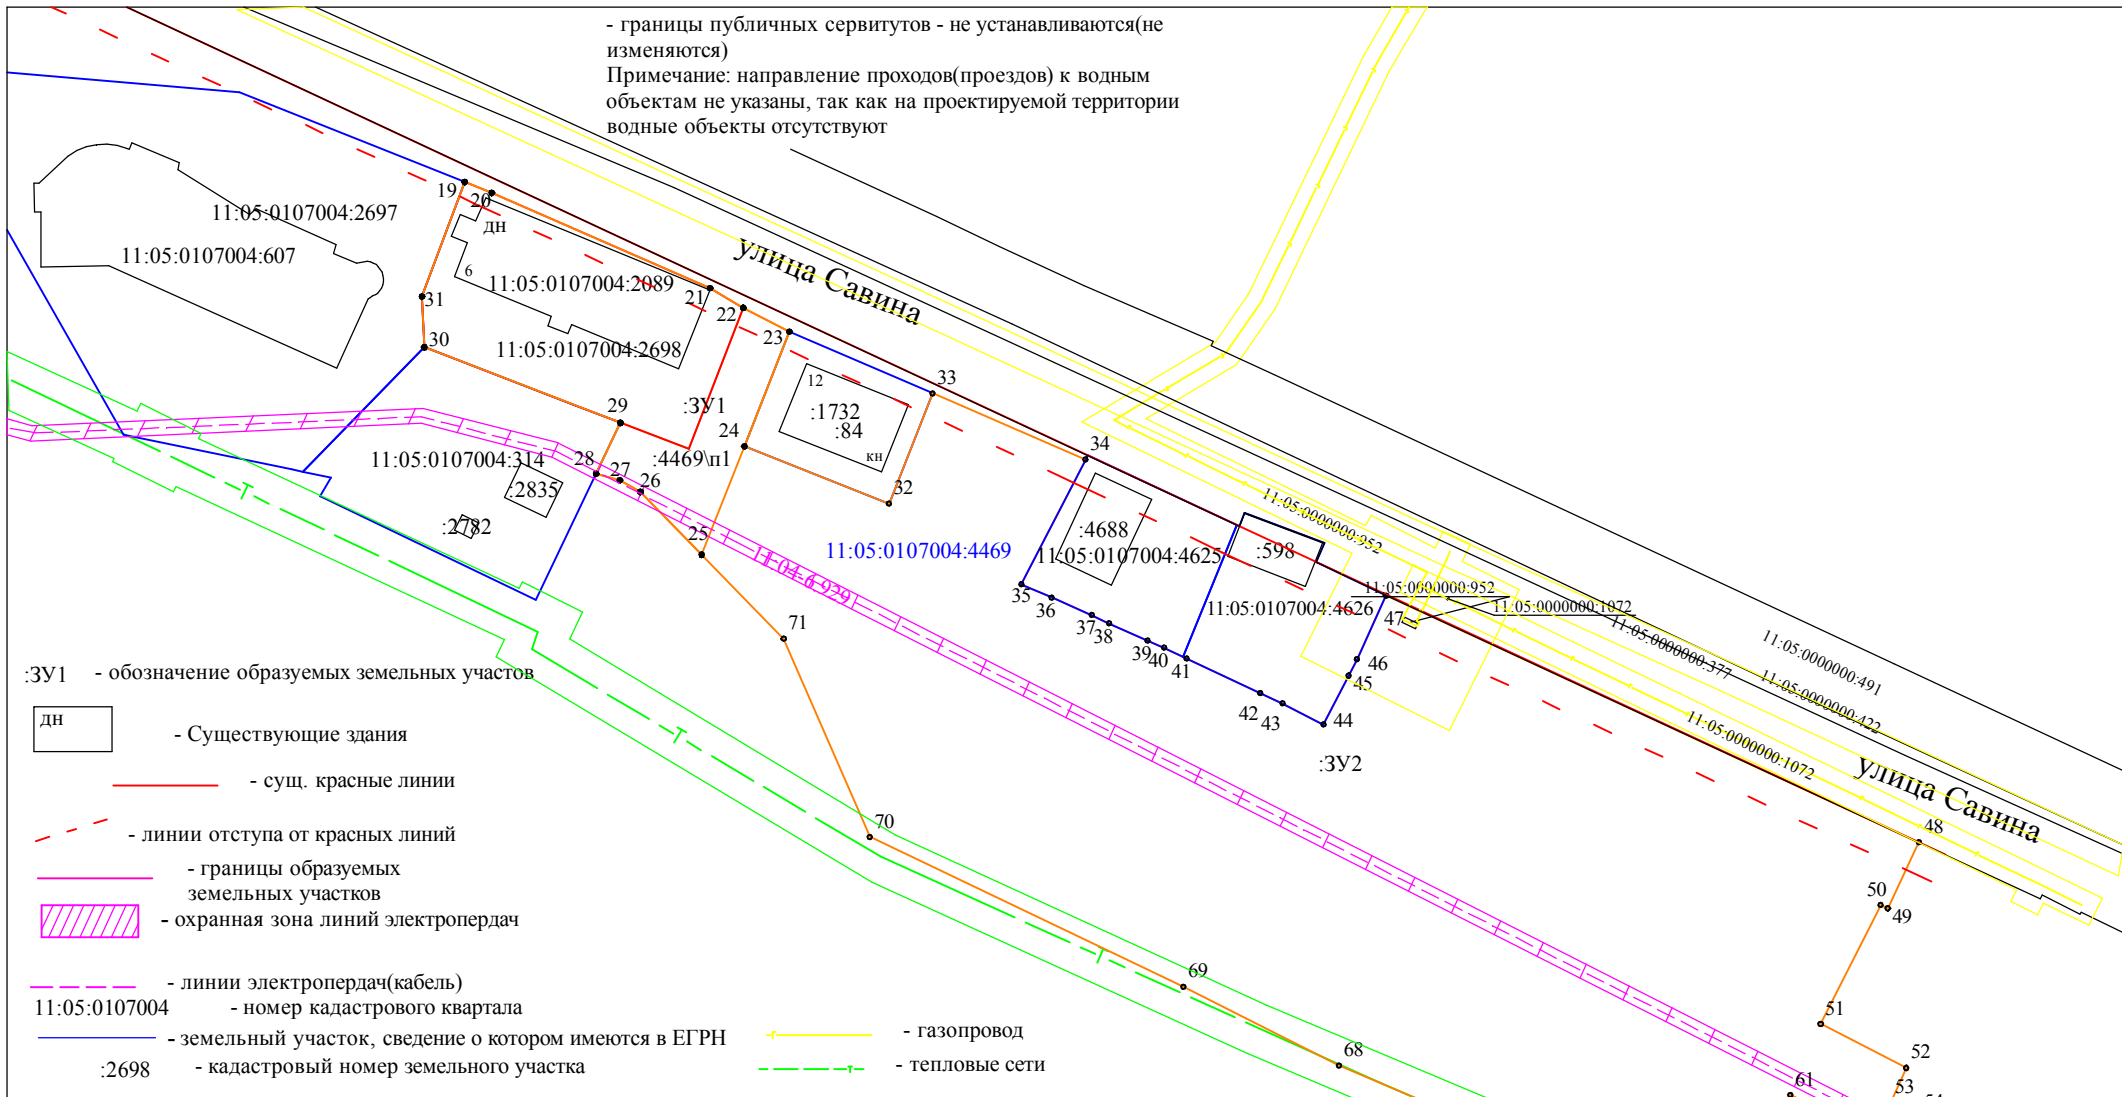 - границы публичных сервитутов - не устанавливаются(не
изменяются)
Примечание: направление проходов(проездов) к водным
объектам не указаны, так как на проектируемой территории
водные объекты отсутствуют
19
20
11:05:0107004:2697
дн
11:05:0107004:607
6
11:05:0107004:2089
улица Савина
31
21
22
30
11:05:0107004:2698
23
12
33
:ЗУ1
:1732
:84
29
24
кн
34
11:05:0107004:314
28
27
:4469\п1
26
:2835
32
:2782
25
11-04-6.929
11:05:0107004:4469
:4688
11:05:0107004:4625
:598
11:05:0000000:952
35
36
37
38
39
40
41
11:05:0107004:4626
11:05:0000000:952
47
11:05:0000000:1072
11:05:0000000:377
11:05:0000000:491
11:05:0000000:422
11:05:0000000:1072
71
46
45
42
43
44
:ЗУ2
улица Савина
48
70
50
49
69
51
68
52
53
61
:ЗУ1 - обозначение образуемых земельных участов
дн
- Существующие здания
- сущ. красные линии
- линии отступа от красных линий
- границы образуемых
земельных участков
- охранная зона линий электропердач
- линии электропердач(кабель)
11:05:0107004 - номер кадастрового квартала
- земельный участок, сведение о котором имеются в ЕГРН
:2698 - кадастровый номер земельного участка
- газопровод
- тепловые сети